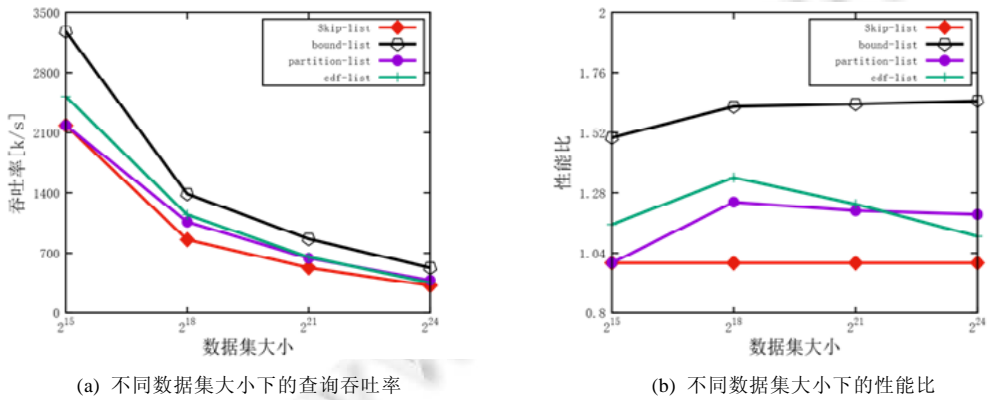 3500
2800
2100
1400
700
0
吞吐率[k/s]
Skip-list
bound-list
partition-list
cdf-list
2^15
2^18
2^21
2^24
数据集大小
(a) 不同数据集大小下的查询吞吐率
2
1.76
1.52
1.28
1.04
0.8
性能比
Skip-list
bound-list
partition-list
cdf-list
2^15
2^18
2^21
2^24
数据集大小
(b) 不同数据集大小下的性能比